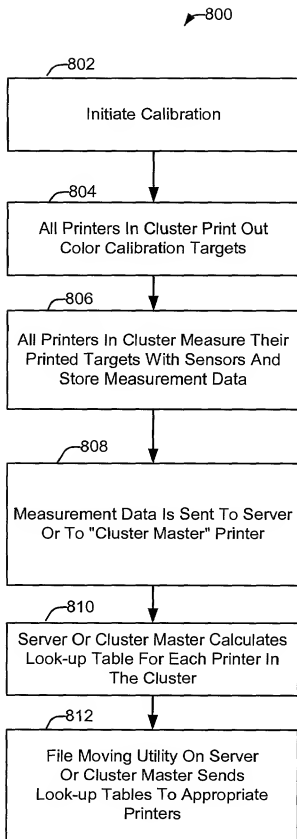 800
802
Initiate Calibration
804
All Printers In Cluster Print Out
Color Calibration Targets
806
All Printers In Cluster Measure Their
Printed Targets With Sensors And
Store Measurement Data
808
Measurement Data Is Sent To Server
Or To "Cluster Master" Printer
810
Server Or Cluster Master Calculates
Look-up Table For Each Printer In
The Cluster
812
File Moving Utility On Server
Or Cluster Master Sends
Look-up Tables To Appropriate
Printers